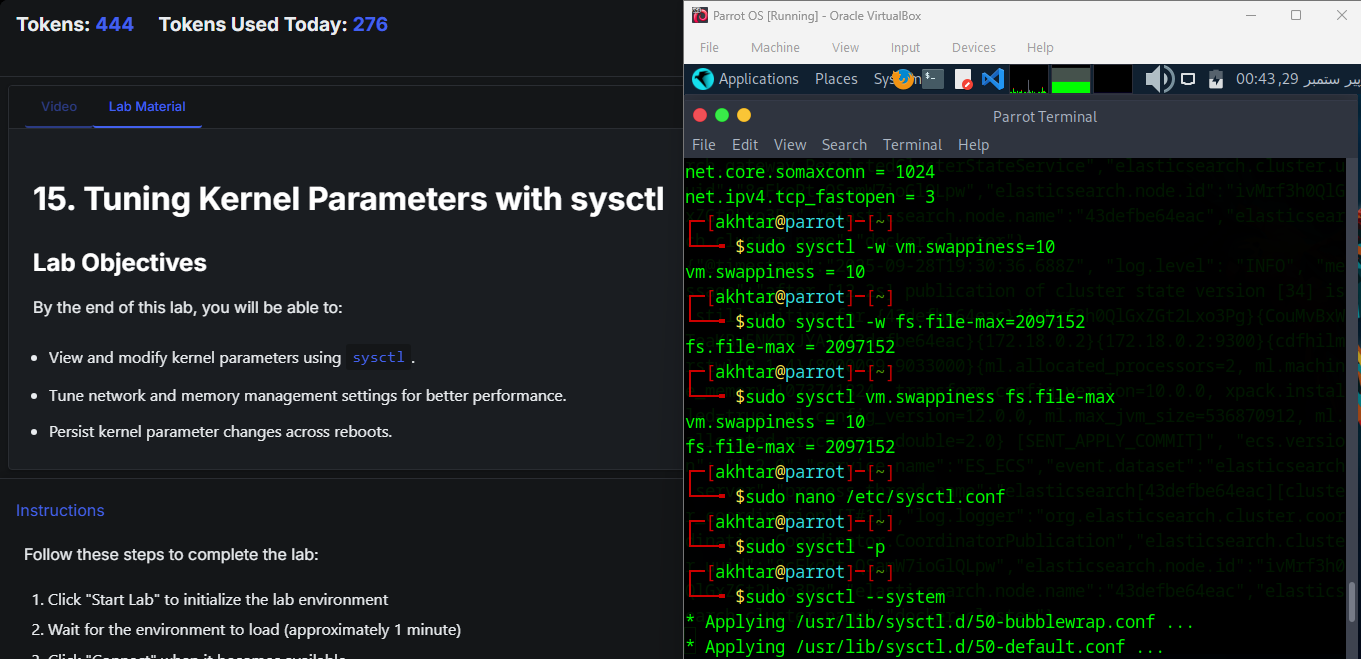 Tokens: 444 Tokens Used Today: 276
Video Lab Material
15. Tuning Kernel Parameters with sysctl
Lab Objectives
By the end of this lab, you will be able to:
• View and modify kernel parameters using sysctl.
• Tune network and memory management settings for better performance.
• Persist kernel parameter changes across reboots.
Instructions
Follow these steps to complete the lab:
1. Click "Start Lab" to initialize the lab environment
2. Wait for the environment to load (approximately 1 minute)
3. Click "Connect" when it becomes available
Parrot OS [Running] - Oracle VirtualBox
File Machine View Input Devices Help
Applications Places
پیر ستمبر 29, 00:43
Parrot Terminal
File Edit View Search Terminal Help
net.core.somaxconn = 1024
net.ipv4.tcp_fastopen = 3
[akhtar@parrot]-[~]
$sudo sysctl -w vm.swappiness=10
vm.swappiness = 10
[akhtar@parrot]-[~]
$sudo sysctl -w fs.file-max=2097152
fs.file-max = 2097152
[akhtar@parrot]-[~]
$sudo sysctl vm.swappiness fs.file-max
vm.swappiness = 10
fs.file-max = 2097152
[akhtar@parrot]-[~]
$sudo nano /etc/sysctl.conf
[akhtar@parrot]-[~]
$sudo sysctl -p
[akhtar@parrot]-[~]
$sudo sysctl --system
* Applying /usr/lib/sysctl.d/50-bubblewrap.conf ...
* Applying /usr/lib/sysctl.d/50-default.conf ...